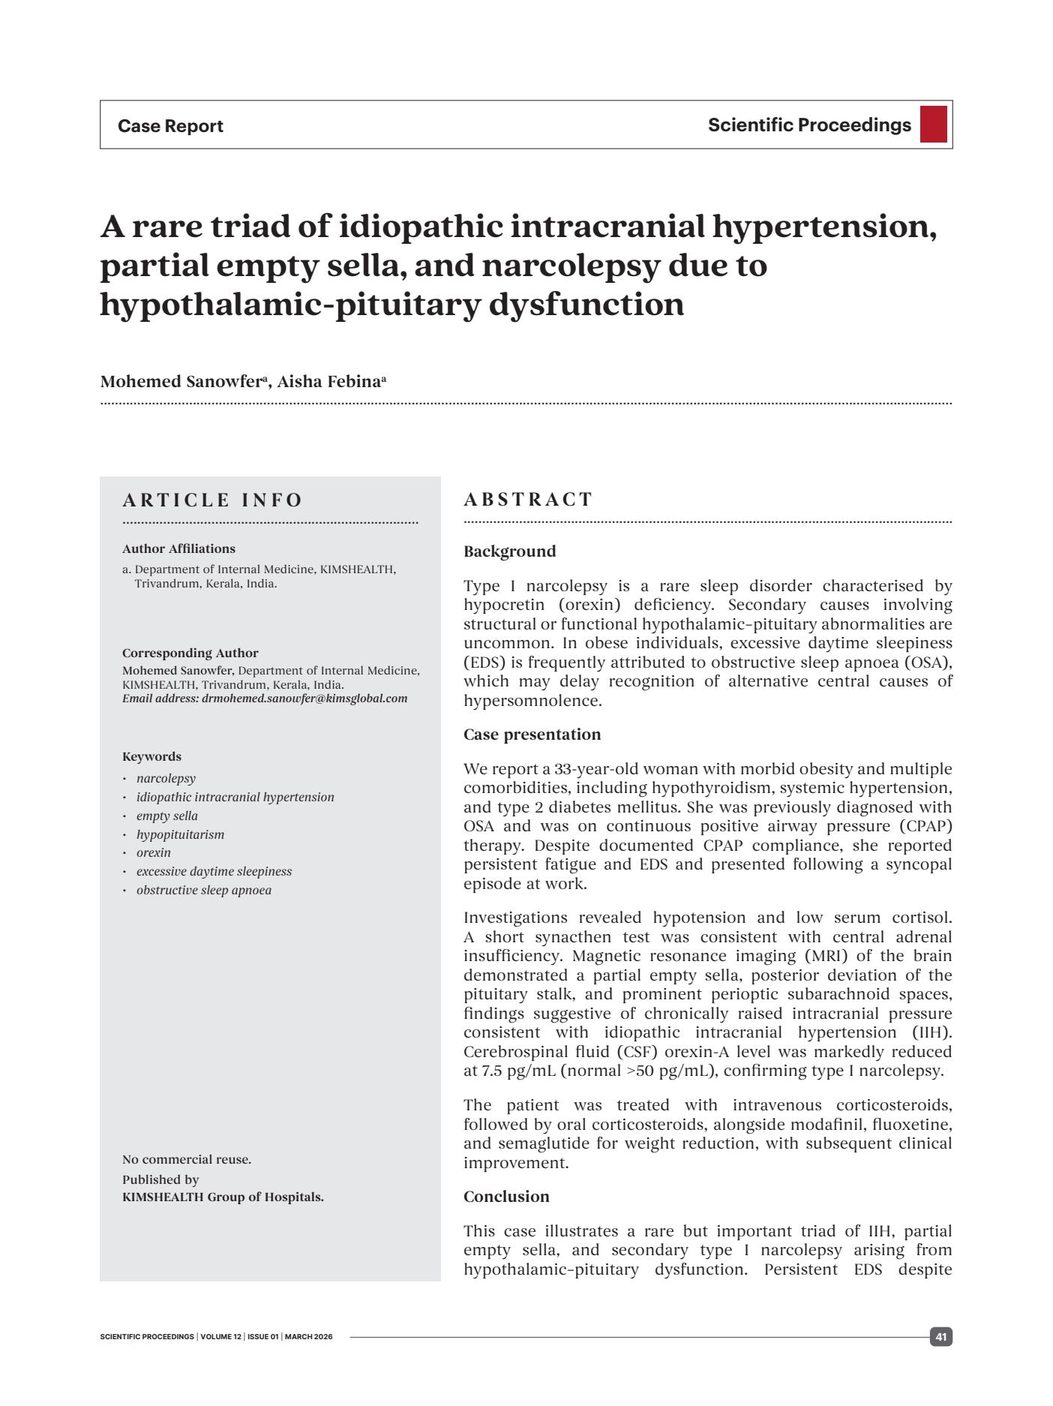 Case Report
Scientific Proceedings
A rare triad of idiopathic intracranial hypertension,
partial empty sella, and narcolepsy due to
hypothalamic-pituitary dysfunction
Mohemed Sanowferᵃ, Aisha Febinaᵃ
ARTICLE INFO
Author Affiliations
a. Department of Internal Medicine, KIMSHEALTH,
Trivandrum, Kerala, India.
Corresponding Author
Mohemed Sanowfer, Department of Internal Medicine,
KIMSHEALTH, Trivandrum, Kerala, India.
Email address: drmohemed.sanowfer@kimsglobal.com
Keywords
• narcolepsy
• idiopathic intracranial hypertension
• empty sella
• hypopituitarism
• orexin
• excessive daytime sleepiness
• obstructive sleep apnoea
No commercial reuse.
Published by
KIMSHEALTH Group of Hospitals.
ABSTRACT
Background
Type I narcolepsy is a rare sleep disorder characterised by
hypocretin (orexin) deficiency. Secondary causes involving
structural or functional hypothalamic–pituitary abnormalities are
uncommon. In obese individuals, excessive daytime sleepiness
(EDS) is frequently attributed to obstructive sleep apnoea (OSA),
which may delay recognition of alternative central causes of
hypersomnolence.
Case presentation
We report a 33-year-old woman with morbid obesity and multiple
comorbidities, including hypothyroidism, systemic hypertension,
and type 2 diabetes mellitus. She was previously diagnosed with
OSA and was on continuous positive airway pressure (CPAP)
therapy. Despite documented CPAP compliance, she reported
persistent fatigue and EDS and presented following a syncopal
episode at work.
Investigations revealed hypotension and low serum cortisol.
A short synacthen test was consistent with central adrenal
insufficiency. Magnetic resonance imaging (MRI) of the brain
demonstrated a partial empty sella, posterior deviation of the
pituitary stalk, and prominent perioptic subarachnoid spaces,
findings suggestive of chronically raised intracranial pressure
consistent with idiopathic intracranial hypertension (IIH).
Cerebrospinal fluid (CSF) orexin-A level was markedly reduced
at 7.5 pg/mL (normal >50 pg/mL), confirming type I narcolepsy.
The patient was treated with intravenous corticosteroids,
followed by oral corticosteroids, alongside modafinil, fluoxetine,
and semaglutide for weight reduction, with subsequent clinical
improvement.
Conclusion
This case illustrates a rare but important triad of IIH, partial
empty sella, and secondary type I narcolepsy arising from
hypothalamic–pituitary dysfunction. Persistent EDS despite
SCIENTIFIC PROCEEDINGS | VOLUME 12 | ISSUE 01 | MARCH 2026
41